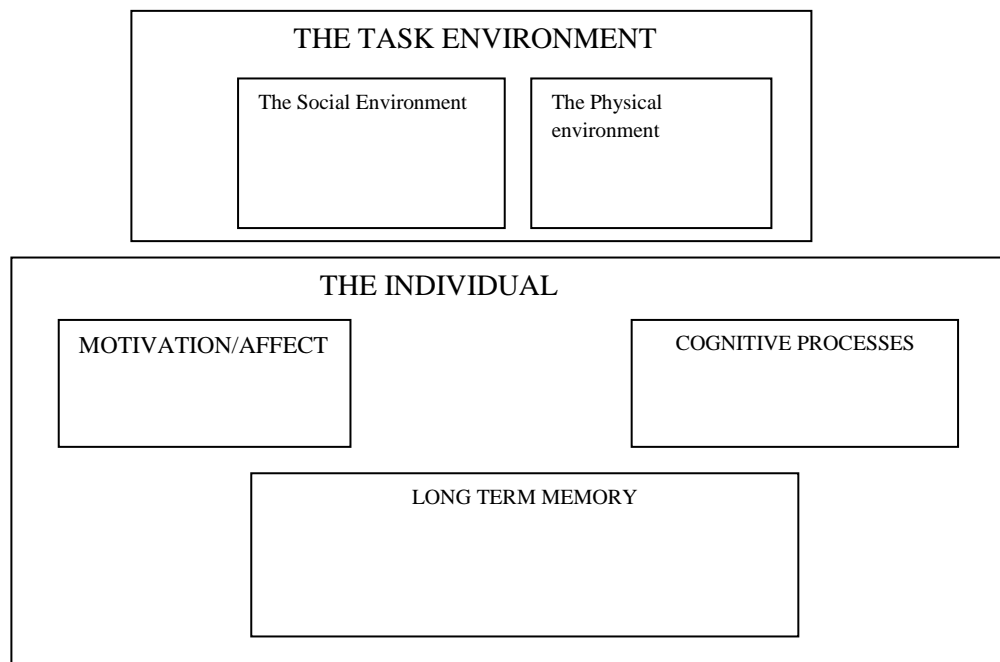 THE TASK ENVIRONMENT
The Social Environment
The Physical
environment
THE INDIVIDUAL
MOTIVATION/AFFECT
COGNITIVE PROCESSES
LONG TERM MEMORY